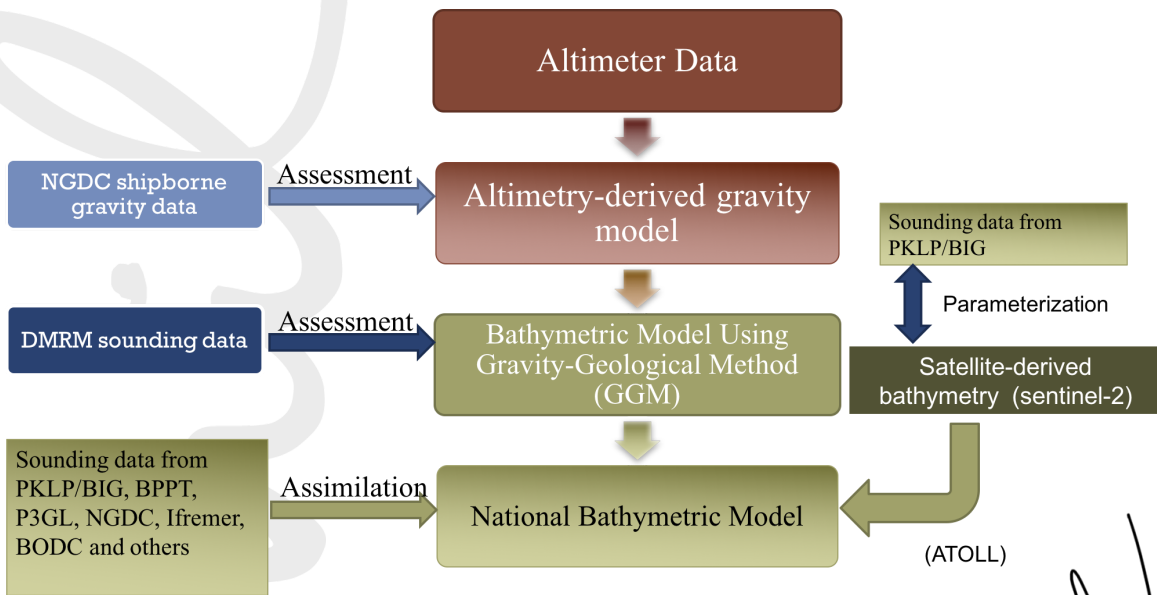 Altimeter Data
NGDC shipborne
gravity data
Assessment
Altimetry-derived gravity
model
Sounding data from
PKLP/BIG
Parameterization
DMRM sounding data
Assessment
Bathymetric Model Using
Gravity-Geological Method
(GGM)
Satellite-derived
bathymetry (sentinel-2)
Sounding data from
PKLP/BIG, BPPT,
P3GL, NGDC, Ifremer,
BODC and others
Assimilation
National Bathymetric Model
(ATOLL)